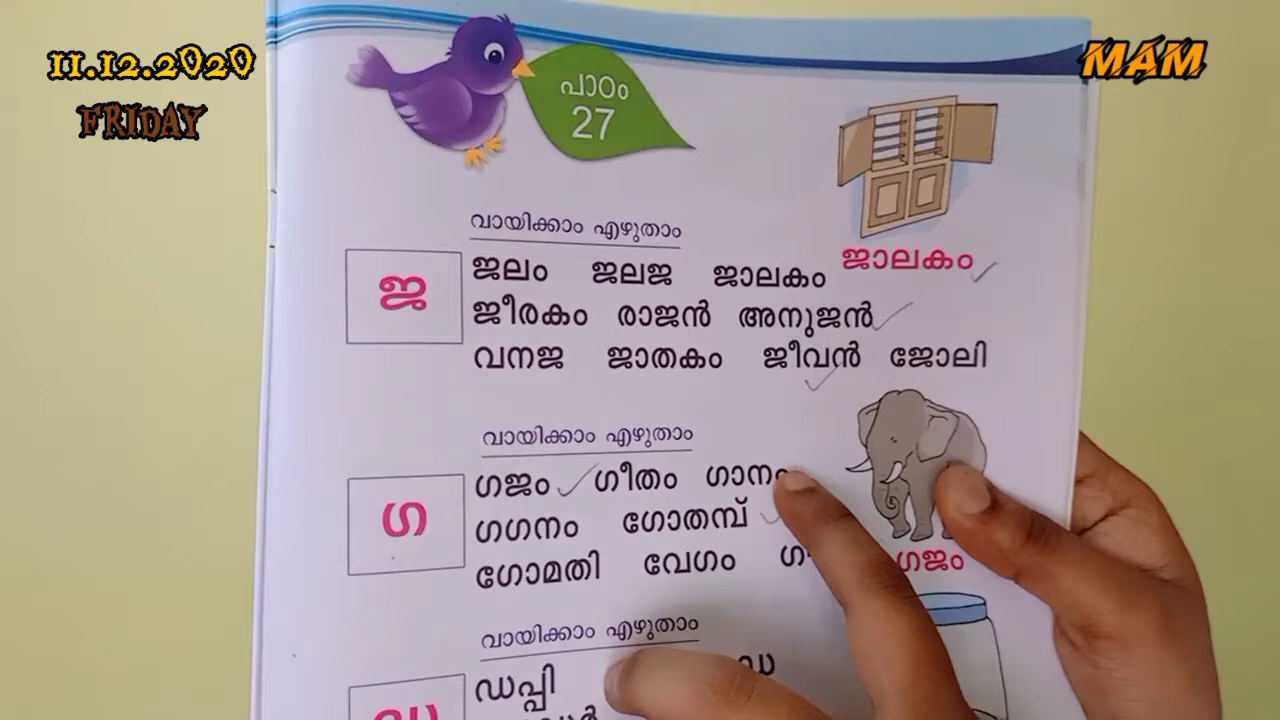 11.12.2020
FRIDAY
MAM
പാഠം
27
വായിക്കാം എഴുതാം
ജ
ജലം ജലജ ജാലകം
ജാലകം
ജീരകം രാജൻ അനുജൻ
വനജ ജാതകം ജീവൻ ജോലി
വായിക്കാം എഴുതാം
ഗ
ഗജം ഗീതം ഗാനം
ഗഗനം ഗോതമ്പ്
ഗോമതി വേഗം
ഗജം
വായിക്കാം എഴുതാം
ഡപ്പി